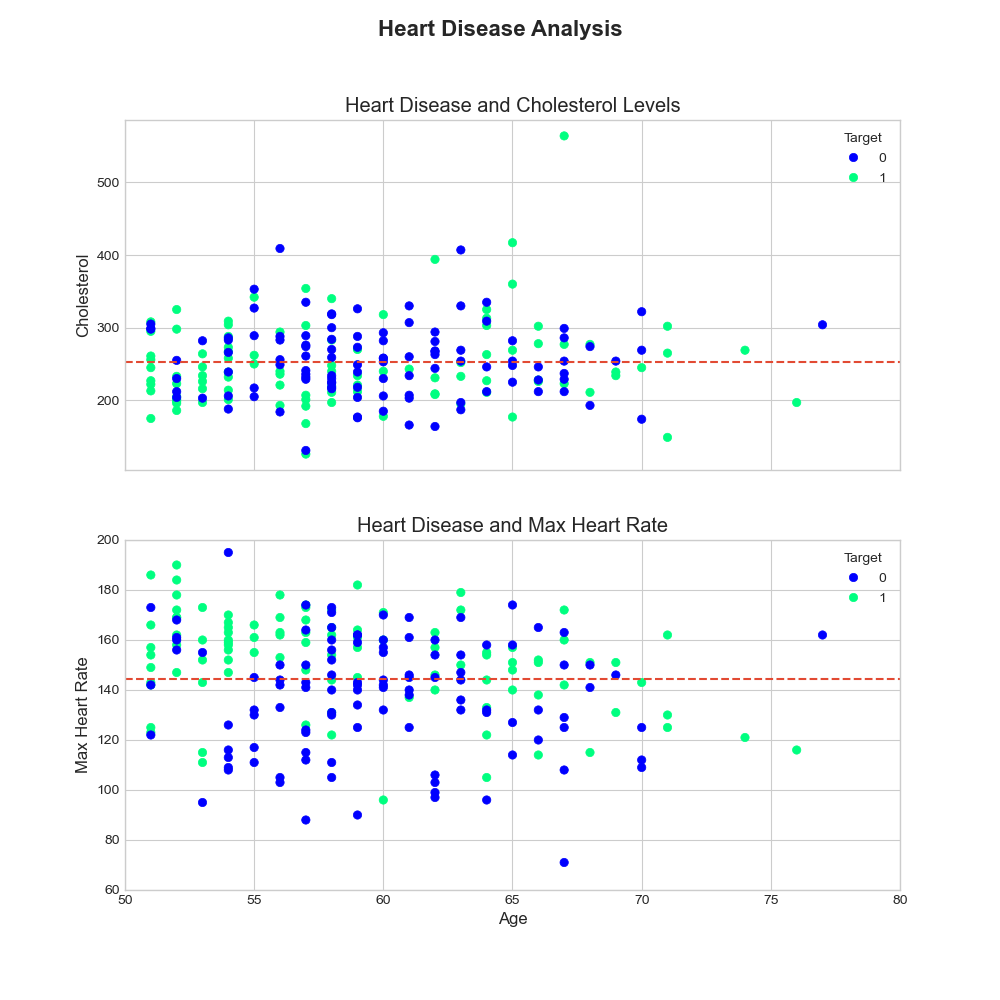 Heart Disease Analysis
Heart Disease and Cholesterol Levels
Target
0
1
500
400
300
200
Cholesterol
Heart Disease and Max Heart Rate
Target
0
1
200
180
160
140
120
100
80
60
Max Heart Rate
50 55 60 65 70 75 80
Age